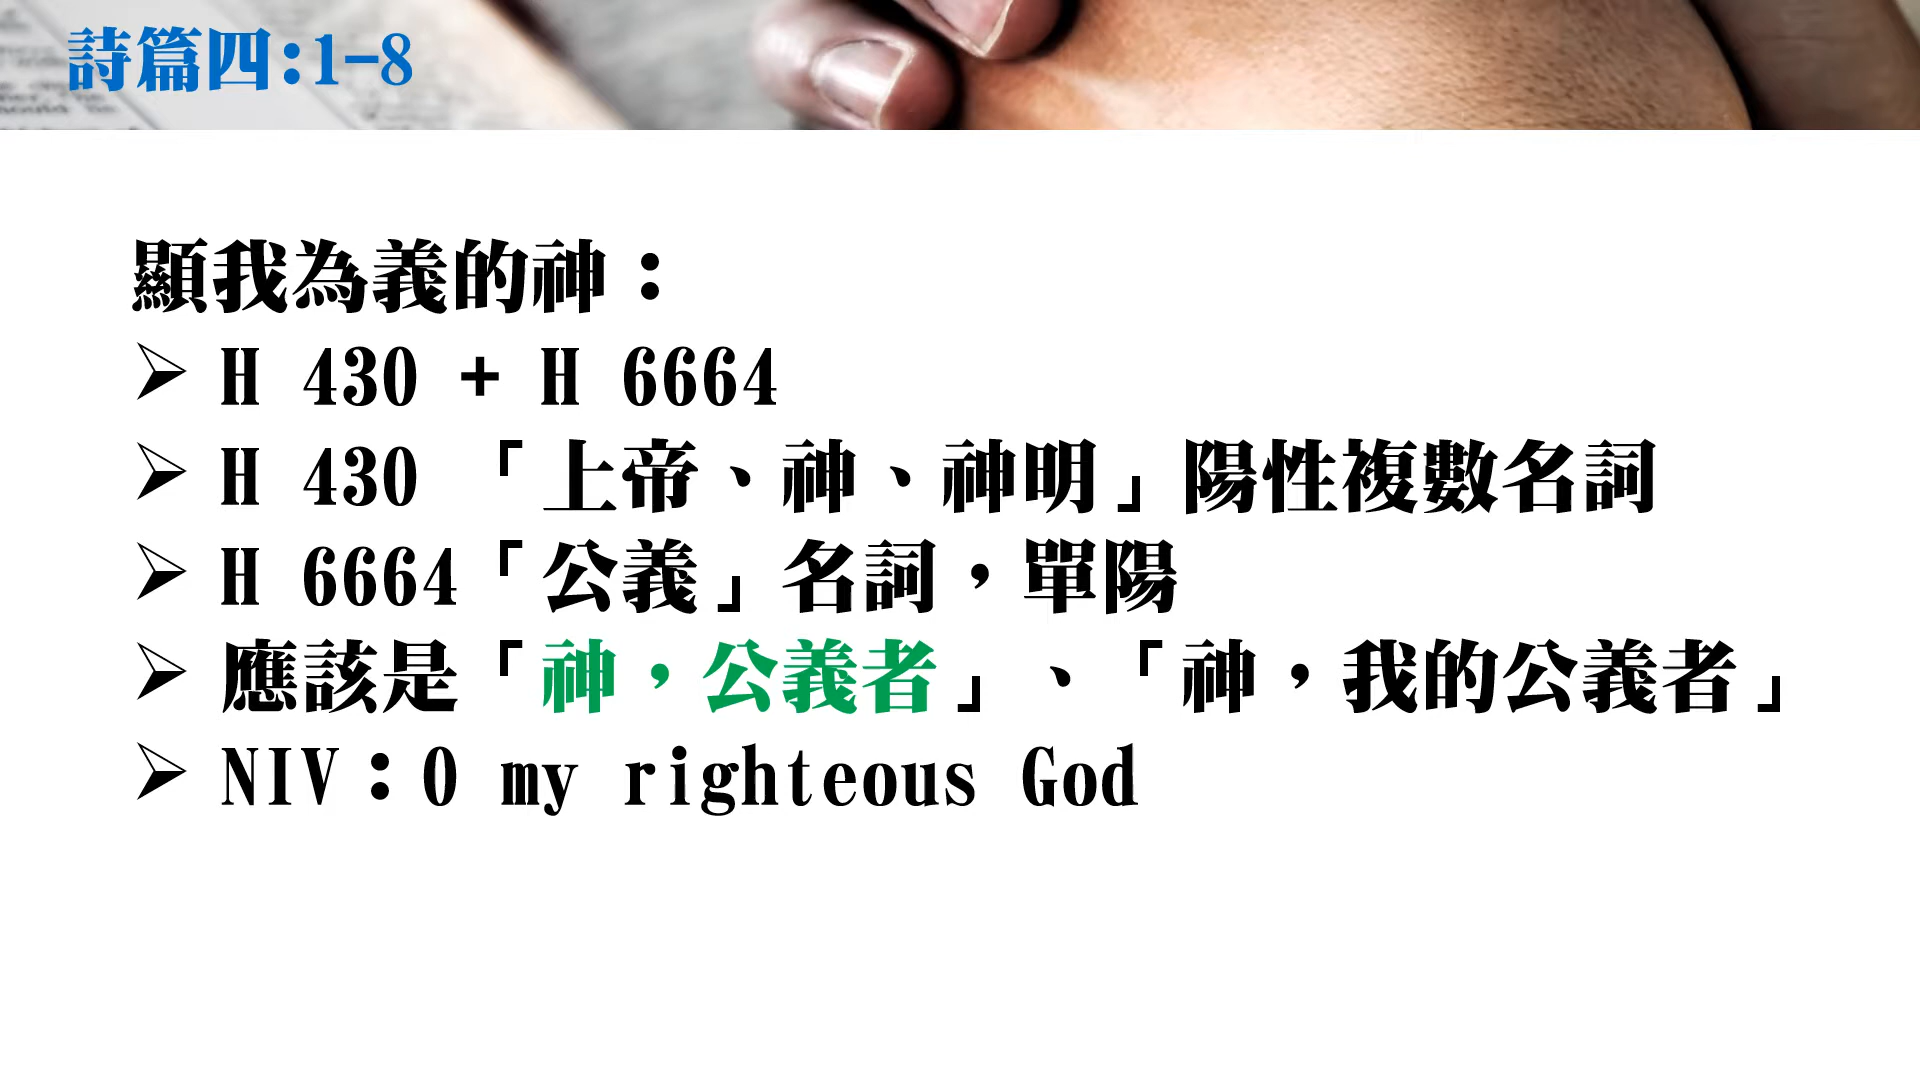 詩篇四:1-8
顯我為義的神：
➢ H 430 + H 6664
➢ H 430 「上帝、神、神明」陽性複數名詞
➢ H 6664「公義」名詞，單陽
➢ 應該是「神，公義者」、「神，我的公義者」
➢ NIV：O my righteous God